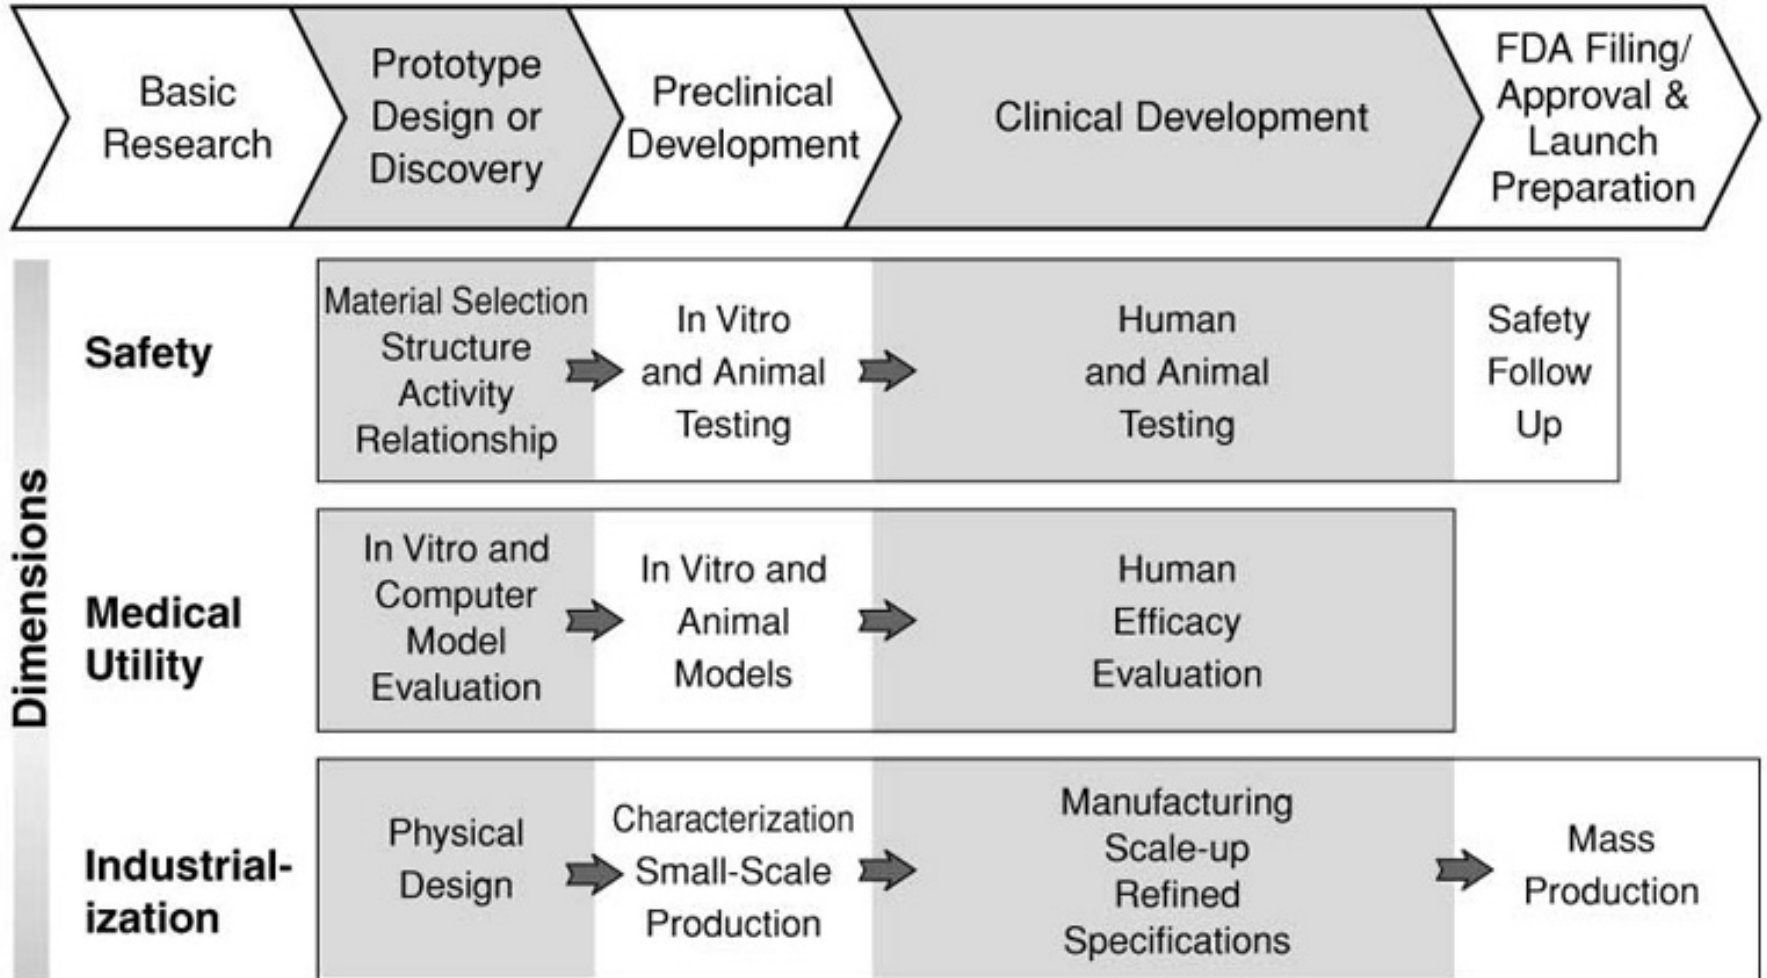 Basic
Research
Prototype
Design or
Discovery
Preclinical
Development
Clinical Development
FDA Filing/
Approval &
Launch
Preparation
Dimensions
Safety
Material Selection
Structure
Activity
Relationship
In Vitro
and Animal
Testing
Human
and Animal
Testing
Safety
Follow
Up
Medical
Utility
In Vitro and
Computer
Model
Evaluation
In Vitro and
Animal
Models
Human
Efficacy
Evaluation
Industrial-
ization
Physical
Design
Characterization
Small-Scale
Production
Manufacturing
Scale-up
Refined
Specifications
Mass
Production